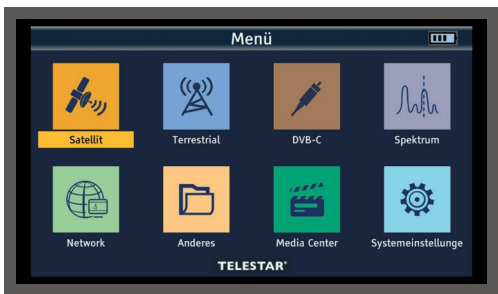 Menü
Satellit
Terrestrial
DVB-C
Spektrum
Network
Anderes
Media Center
Systemeinstellunge
TELESTAR®